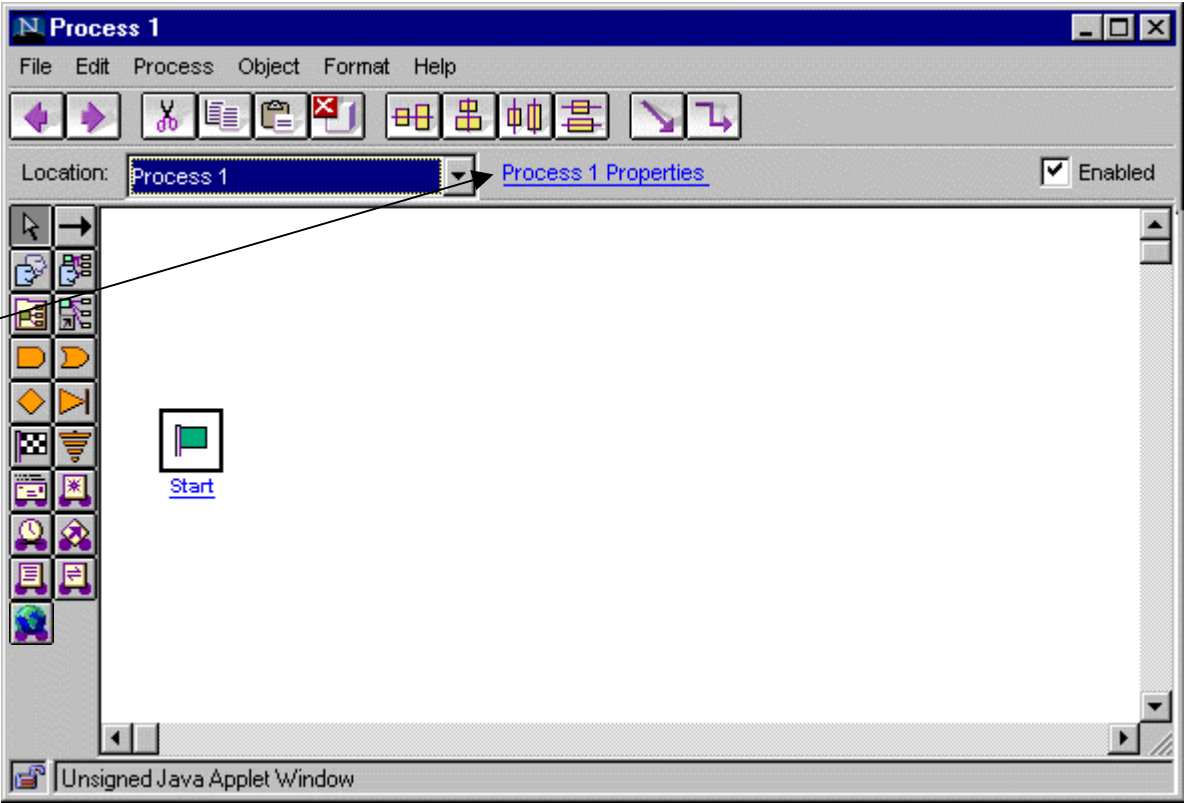 N Process 1
File Edit Process Object Format Help
Location: Process 1 Process 1 Properties Enabled
Start
Unsigned Java Applet Window